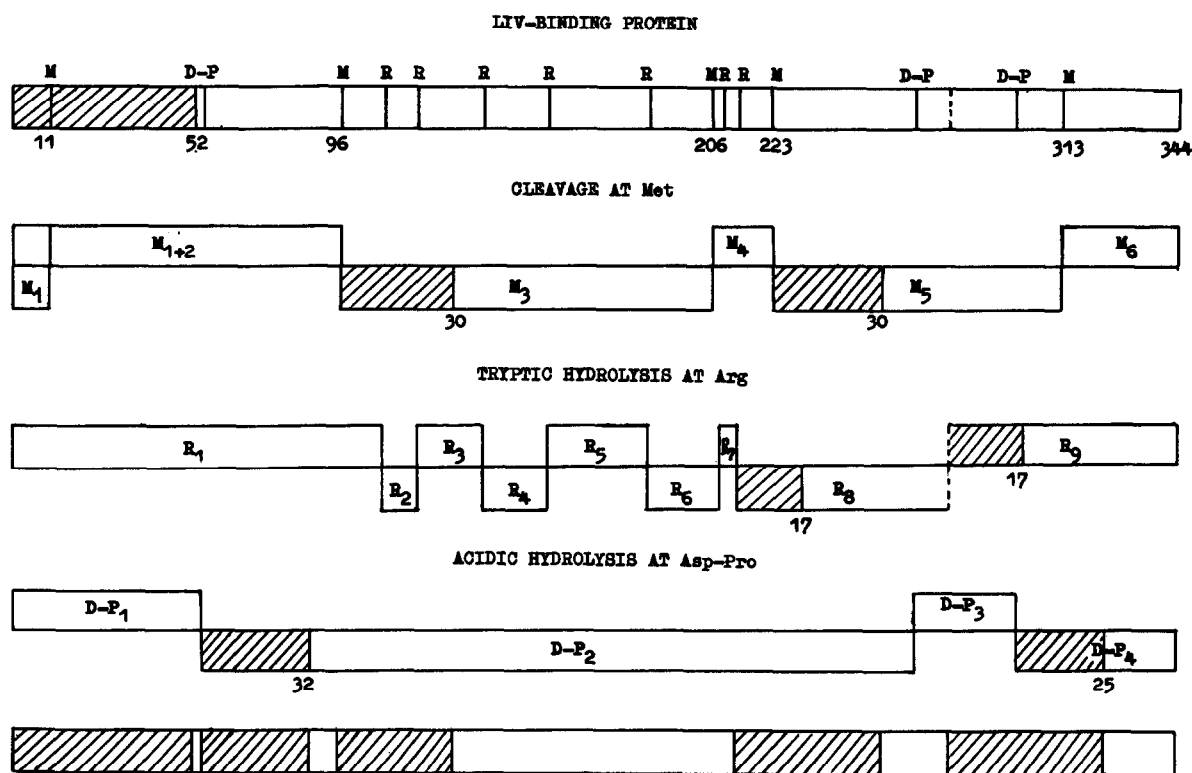 LIV-BINDING PROTEIN
M D-P M R R R R R M R R M D-P D-P M
11 52 96 206 223 313 344
CLEAVAGE AT Met
M1+2 M4 M6
M1 M3 M5
30 30
TRYPTIC HYDROLYSIS AT Arg
R1 R3 R5 R7 R9
R2 R4 R6 R8
17 17
ACIDIC HYDROLYSIS AT Asp-Pro
D-P1 D-P3
D-P2 D-P4
32 25